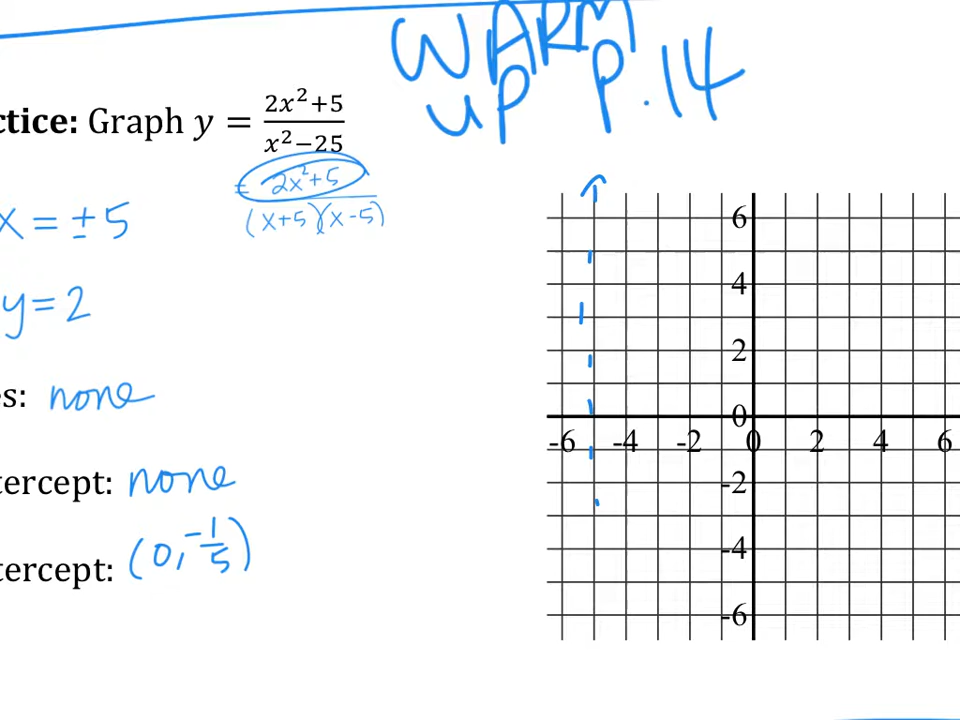 WARM
UP P.14
ctice: Graph y = (2x²+5)/(x²−25)
= (2x²+5)/((x+5)(x-5))
x = ±5
y = 2
es: none
tercept: none
tercept: (0, -1/5)
6
4
2
0
-6 -4 -2 0 2 4 6
-2
-4
-6